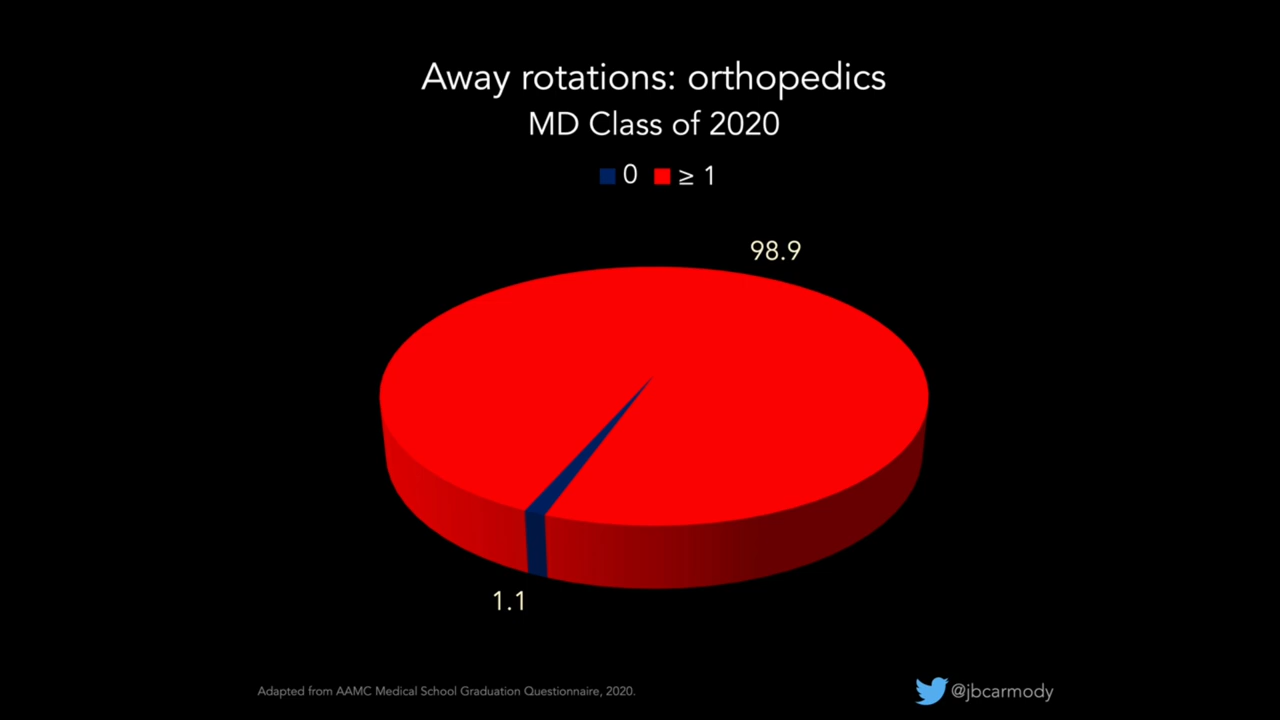 Away rotations: orthopedics
MD Class of 2020
0 ≥ 1
98.9
1.1
Adapted from AAMC Medical School Graduation Questionnaire, 2020.
@jbcarmody